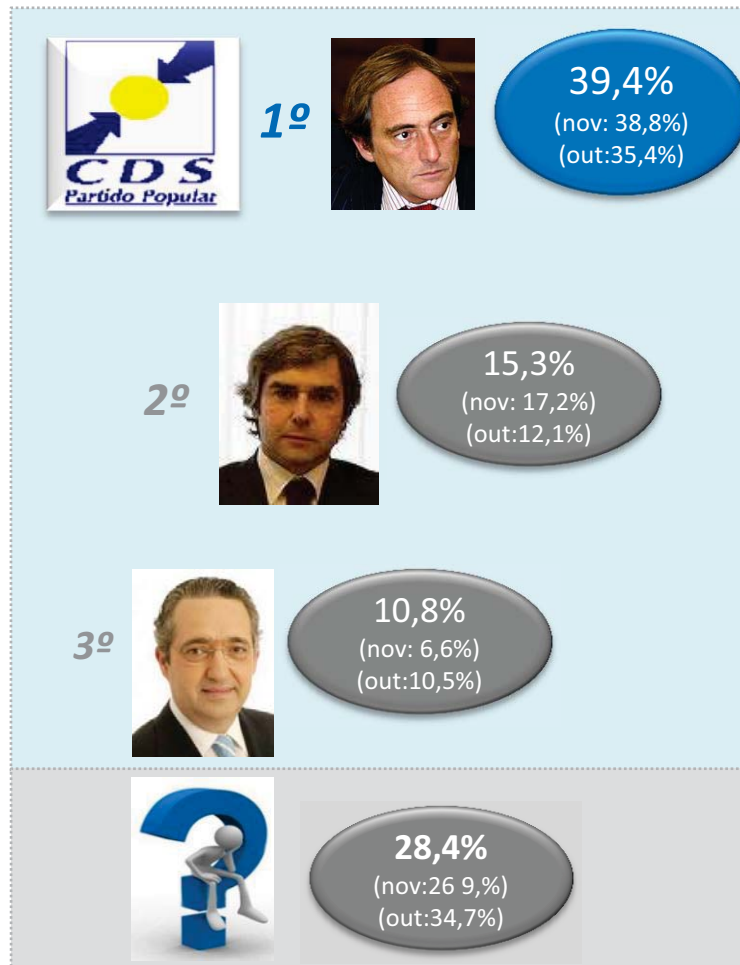 CDS
Partido Popular
1º
39,4%
(nov: 38,8%)
(out:35,4%)
2º
15,3%
(nov: 17,2%)
(out:12,1%)
3º
10,8%
(nov: 6,6%)
(out:10,5%)
28,4%
(nov:26 9,%)
(out:34,7%)